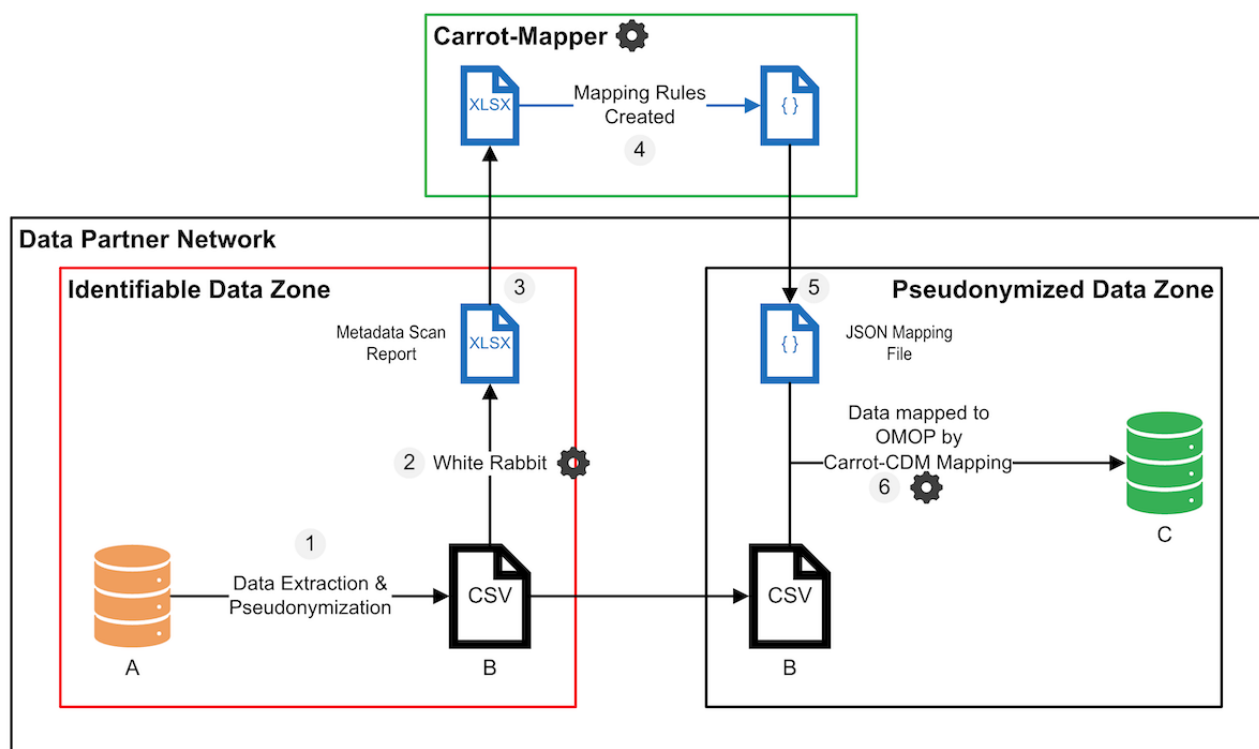 Carrot-Mapper
XLSX
Mapping Rules
Created
4
{ }
Data Partner Network
Identifiable Data Zone
3
Metadata Scan
Report
XLSX
2
White Rabbit
1
Data Extraction &
Pseudonymization
A
CSV
B
5
Pseudonymized Data Zone
{ }
JSON Mapping
File
Data mapped to
OMOP by
Carrot-CDM Mapping
6
C
CSV
B